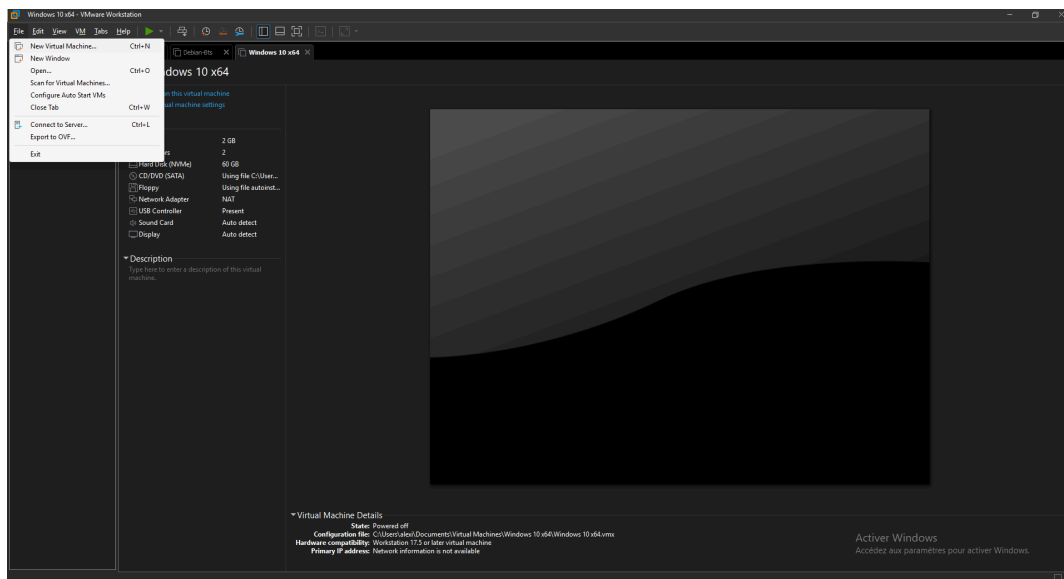 Windows 10 x64 - VMware Workstation
File Edit View VM Tabs Help
New Virtual Machine... Ctrl+N
New Window
Open... Ctrl+O
Scan for Virtual Machines...
Configure Auto Start VMs
Close Tab Ctrl+W
Connect to Server... Ctrl+L
Export to OVF...
Exit
Debian-Bts
Windows 10 x64
dows 10 x64
n this virtual machine
ual machine settings
2 GB
rs 2
Hard Disk (NVMe) 60 GB
CD/DVD (SATA) Using file C:\User...
Floppy Using file autoinst...
Network Adapter NAT
USB Controller Present
Sound Card Auto detect
Display Auto detect
Description
Type here to enter a description of this virtual
machine.
Virtual Machine Details
State: Powered off
Configuration file: C:\Users\alexi\Documents\Virtual Machines\Windows 10 x64\Windows 10 x64.vmx
Hardware compatibility: Workstation 17.5 or later virtual machine
Primary IP address: Network information is not available
Activer Windows
Accédez aux paramètres pour activer Windows.